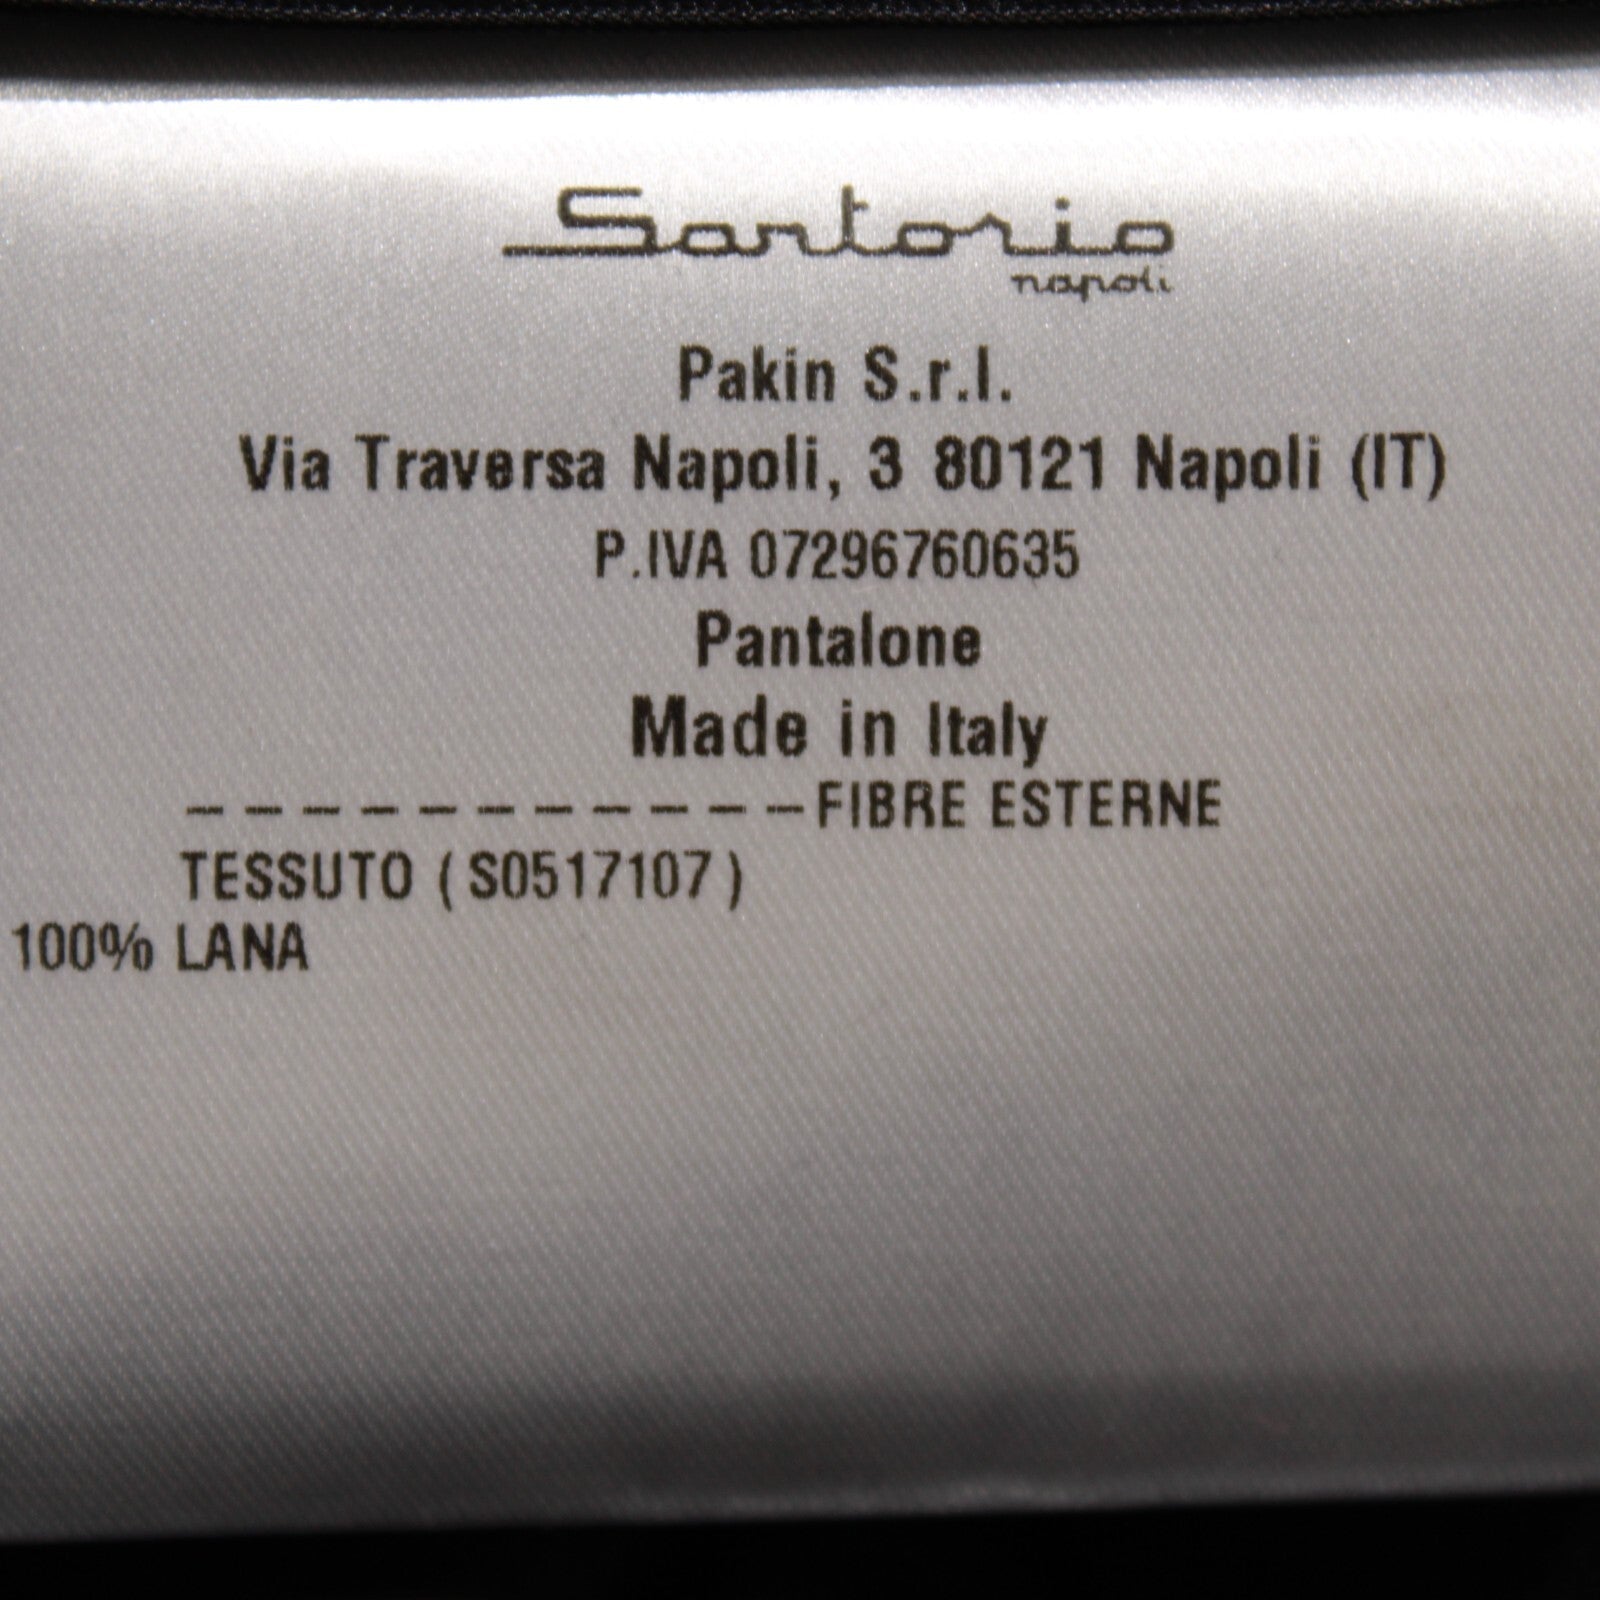 Sartorio
napoli
Pakin S.r.l.
Via Traversa Napoli, 3 80121 Napoli (IT)
P.IVA 07296760635
Pantalone
Made in Italy
-----------FIBRE ESTERNE
TESSUTO (S0517107)
100% LANA